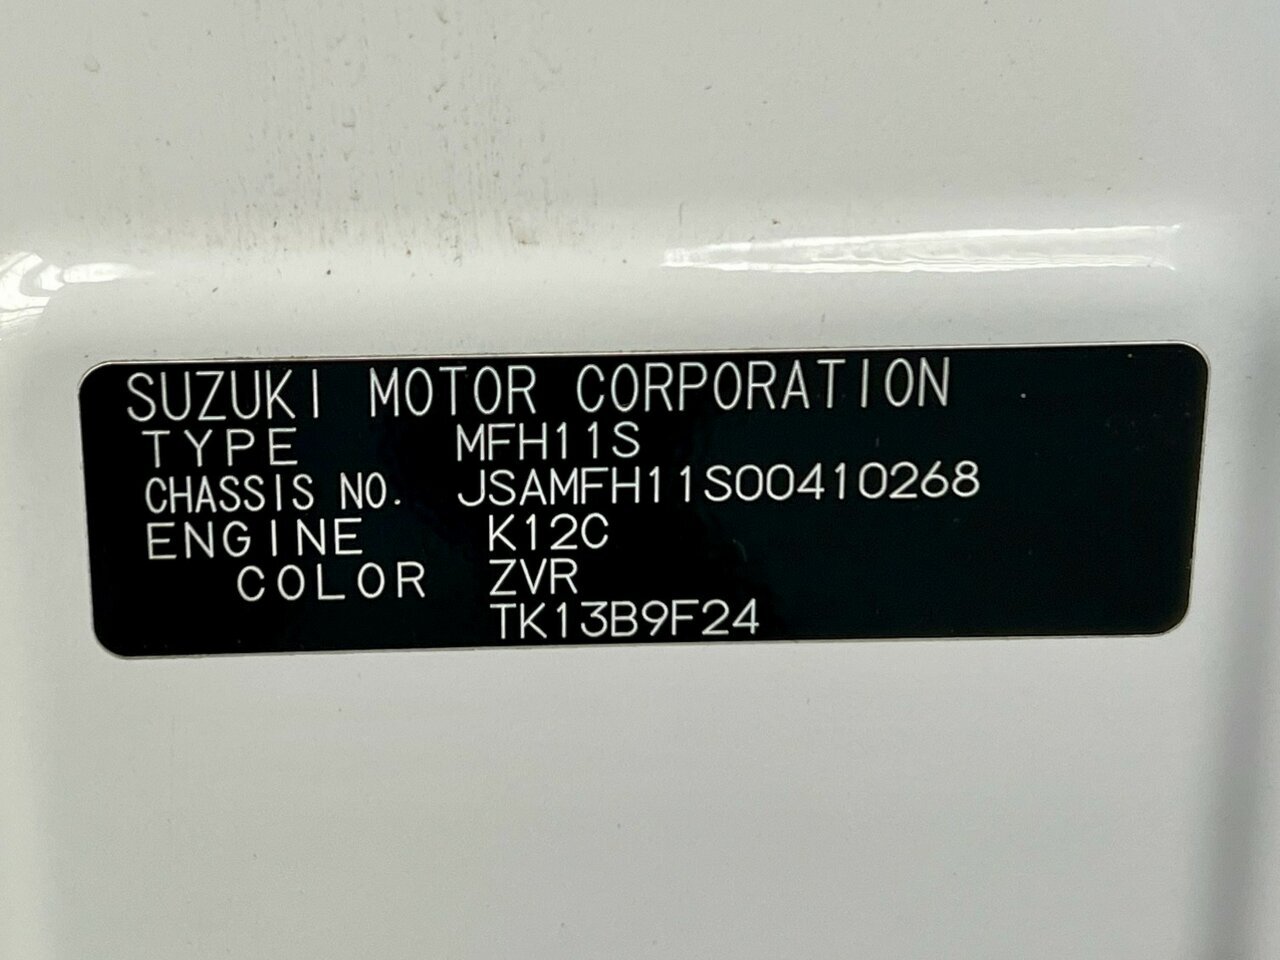 SUZUKI MOTOR CORPORATION
TYPE MFH11S
CHASSIS NO. JSAMFH11S00410268
ENGINE K12C
COLOR ZVR
TK13B9F24